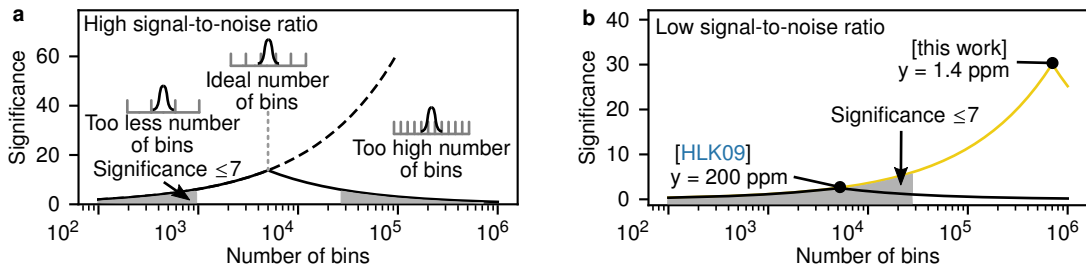 a
High signal-to-noise ratio
60
40
20
0
Significance
Ideal number
of bins
Too less number
of bins
Significance ≤7
Too high number
of bins
10²
10³
10⁴
10⁵
10⁶
Number of bins
b
Low signal-to-noise ratio
40
30
20
10
0
Significance
[this work]
y = 1.4 ppm
Significance ≤7
[HLK09]
y = 200 ppm
10²
10³
10⁴
10⁵
10⁶
Number of bins